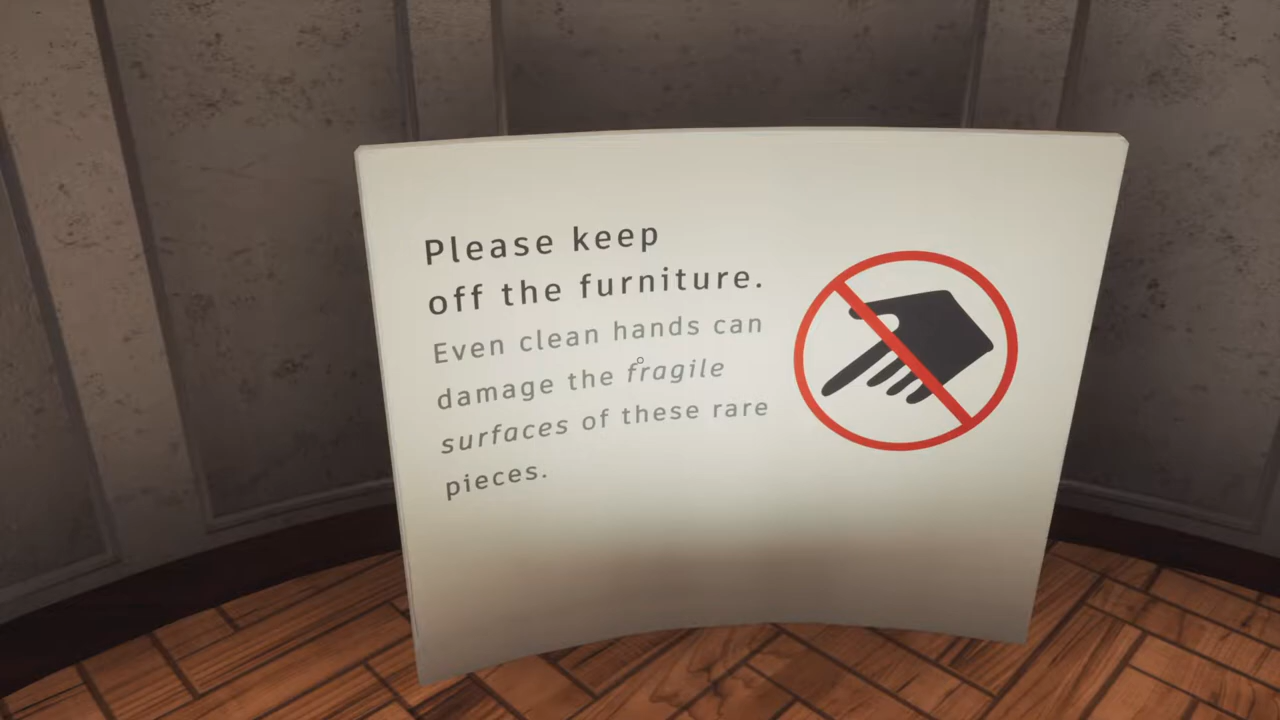 Please keep
off the furniture.
Even clean hands can
damage the fragile
surfaces of these rare
pieces.